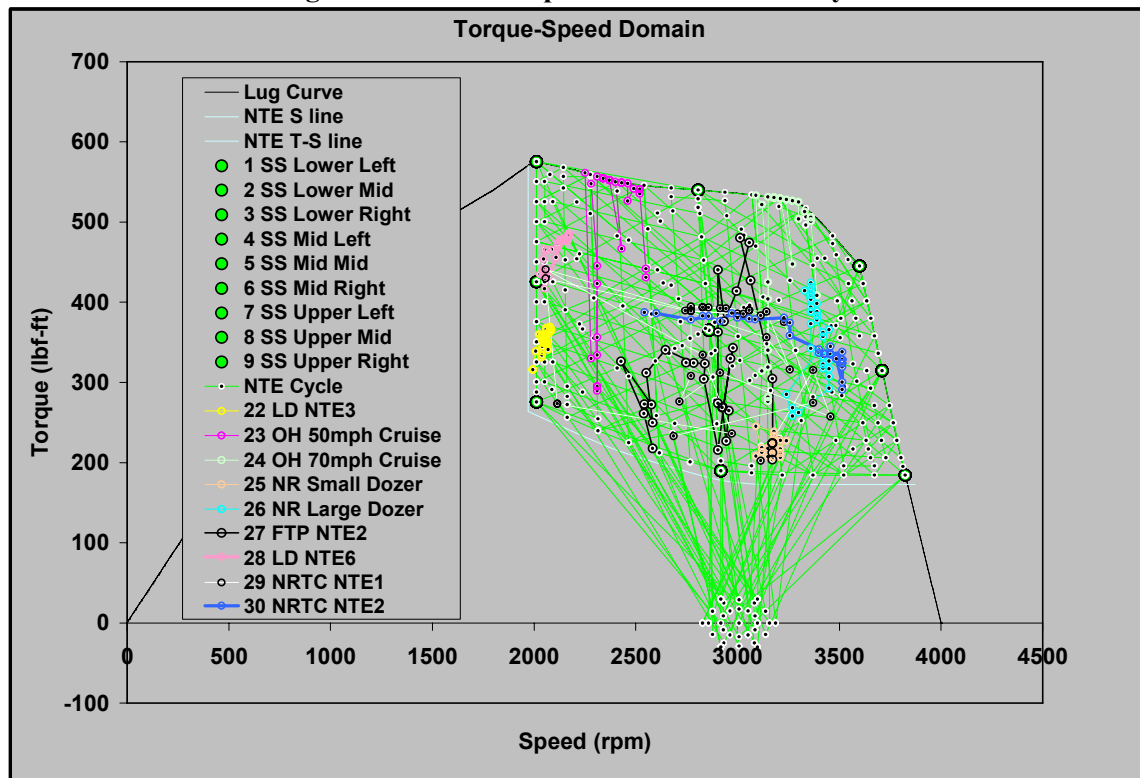 Torque-Speed Domain
700
600
500
400
300
200
100
0
-100
Torque (lbf-ft)
Lug Curve
NTE S line
NTE T-S line
1 SS Lower Left
2 SS Lower Mid
3 SS Lower Right
4 SS Mid Left
5 SS Mid Mid
6 SS Mid Right
7 SS Upper Left
8 SS Upper Mid
9 SS Upper Right
NTE Cycle
22 LD NTE3
23 OH 50mph Cruise
24 OH 70mph Cruise
25 NR Small Dozer
26 NR Large Dozer
27 FTP NTE2
28 LD NTE6
29 NRTC NTE1
30 NRTC NTE2
0 500 1000 1500 2000 2500 3000 3500 4000 4500
Speed (rpm)